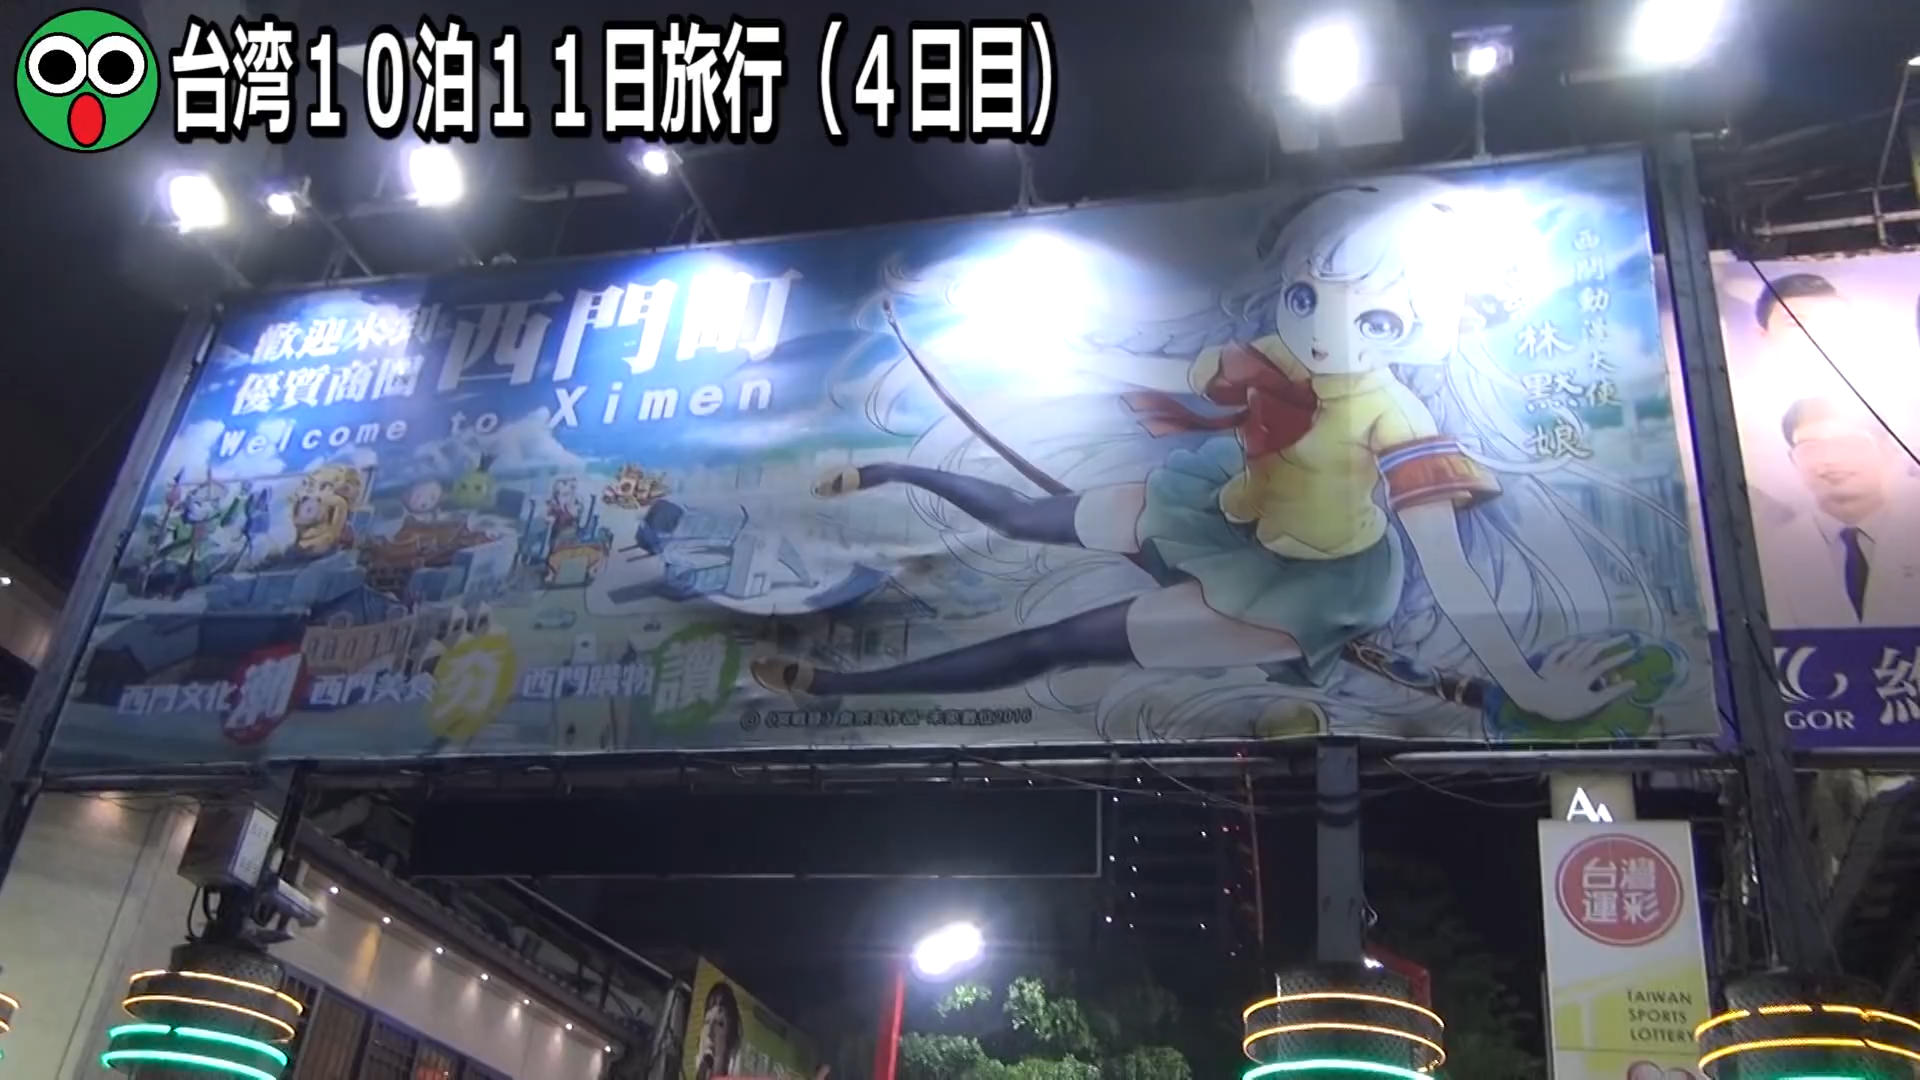 台湾１０泊１１日旅行（４日目）
歡迎來到
優質商圈
西門町
Welcome to Ximen
西門動漫大使
林默娘
西門文化 潮 西門美食 夯 西門購物 讚
台灣
運彩
TAIWAN
SPORTS
LOTTERY
GOR